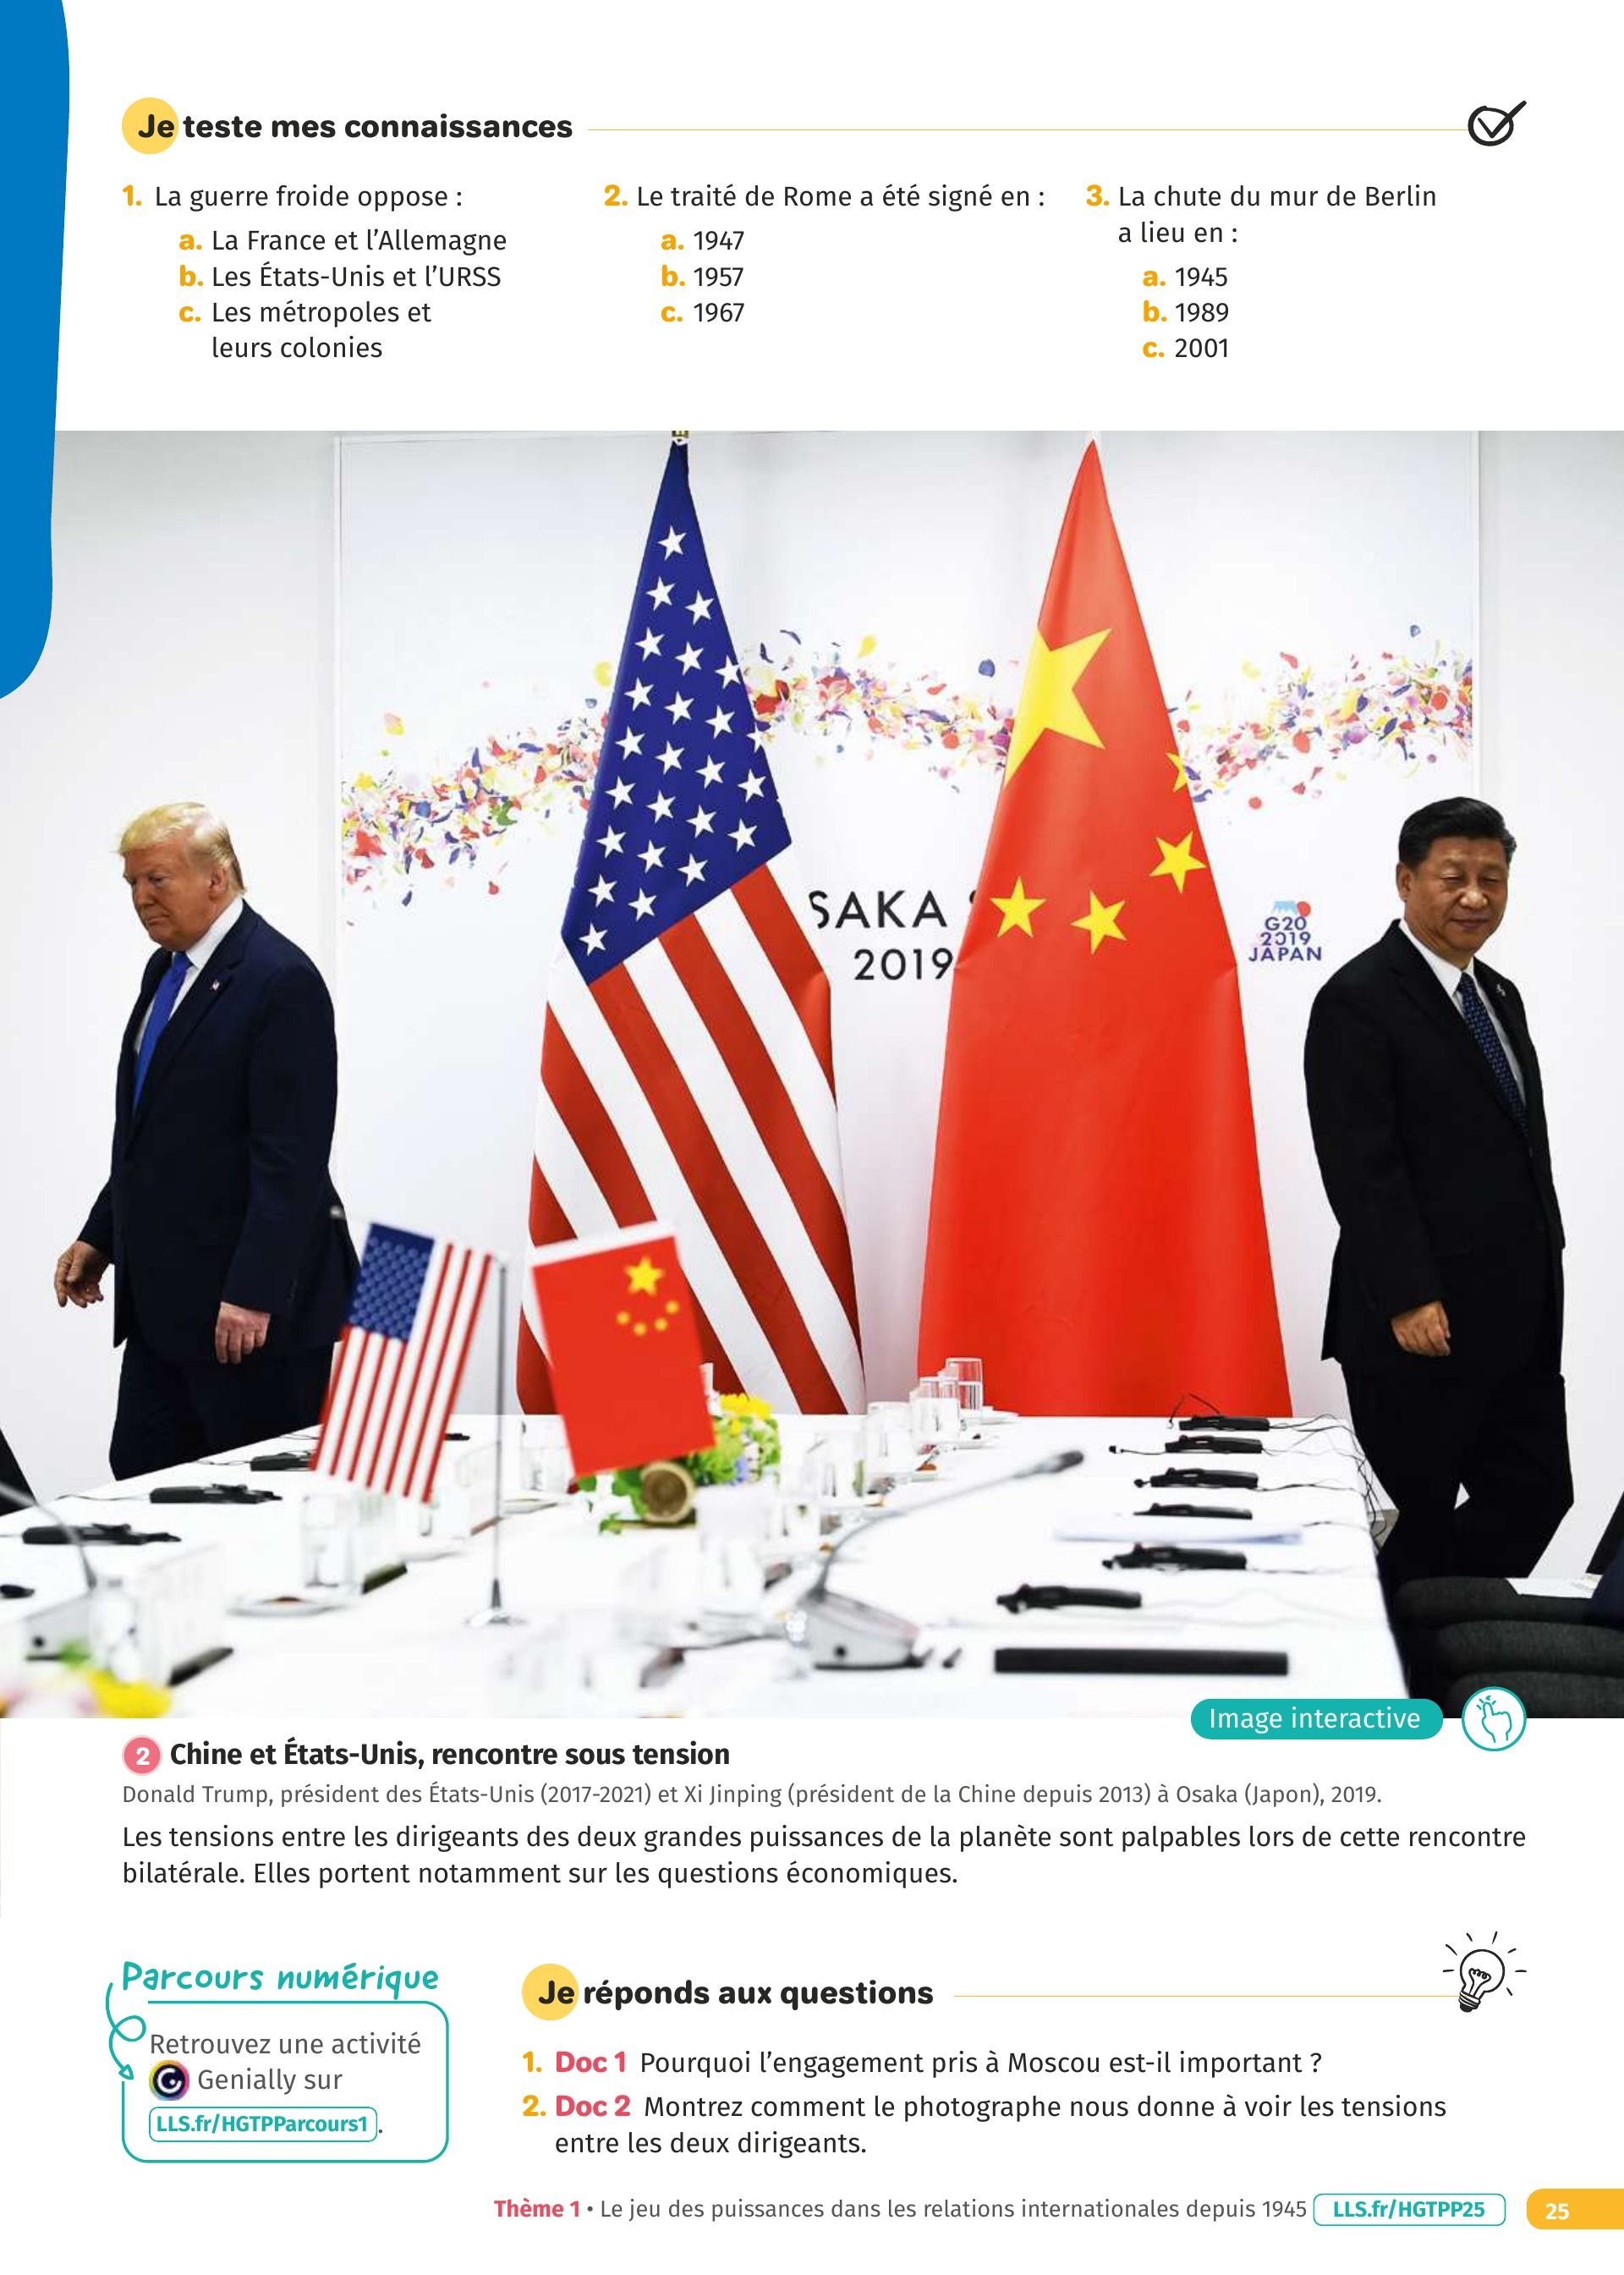 Je teste mes connaissances
1. La guerre froide oppose :
a. La France et l’Allemagne
b. Les États-Unis et l’URSS
c. Les métropoles et
leurs colonies
2. Le traité de Rome a été signé en :
a. 1947
b. 1957
c. 1967
3. La chute du mur de Berlin
a lieu en :
a. 1945
b. 1989
c. 2001
SAKA
2019
G20
2019
JAPAN
Image interactive
2 Chine et États-Unis, rencontre sous tension
Donald Trump, président des États-Unis (2017-2021) et Xi Jinping (président de la Chine depuis 2013) à Osaka (Japon), 2019.
Les tensions entre les dirigeants des deux grandes puissances de la planète sont palpables lors de cette rencontre
bilatérale. Elles portent notamment sur les questions économiques.
Parcours numérique
Retrouvez une activité
Genially sur
LLS.fr/HGTPParcours1.
Je réponds aux questions
1. Doc 1 Pourquoi l’engagement pris à Moscou est-il important ?
2. Doc 2 Montrez comment le photographe nous donne à voir les tensions
entre les deux dirigeants.
Thème 1 • Le jeu des puissances dans les relations internationales depuis 1945 LLS.fr/HGTPP25 25